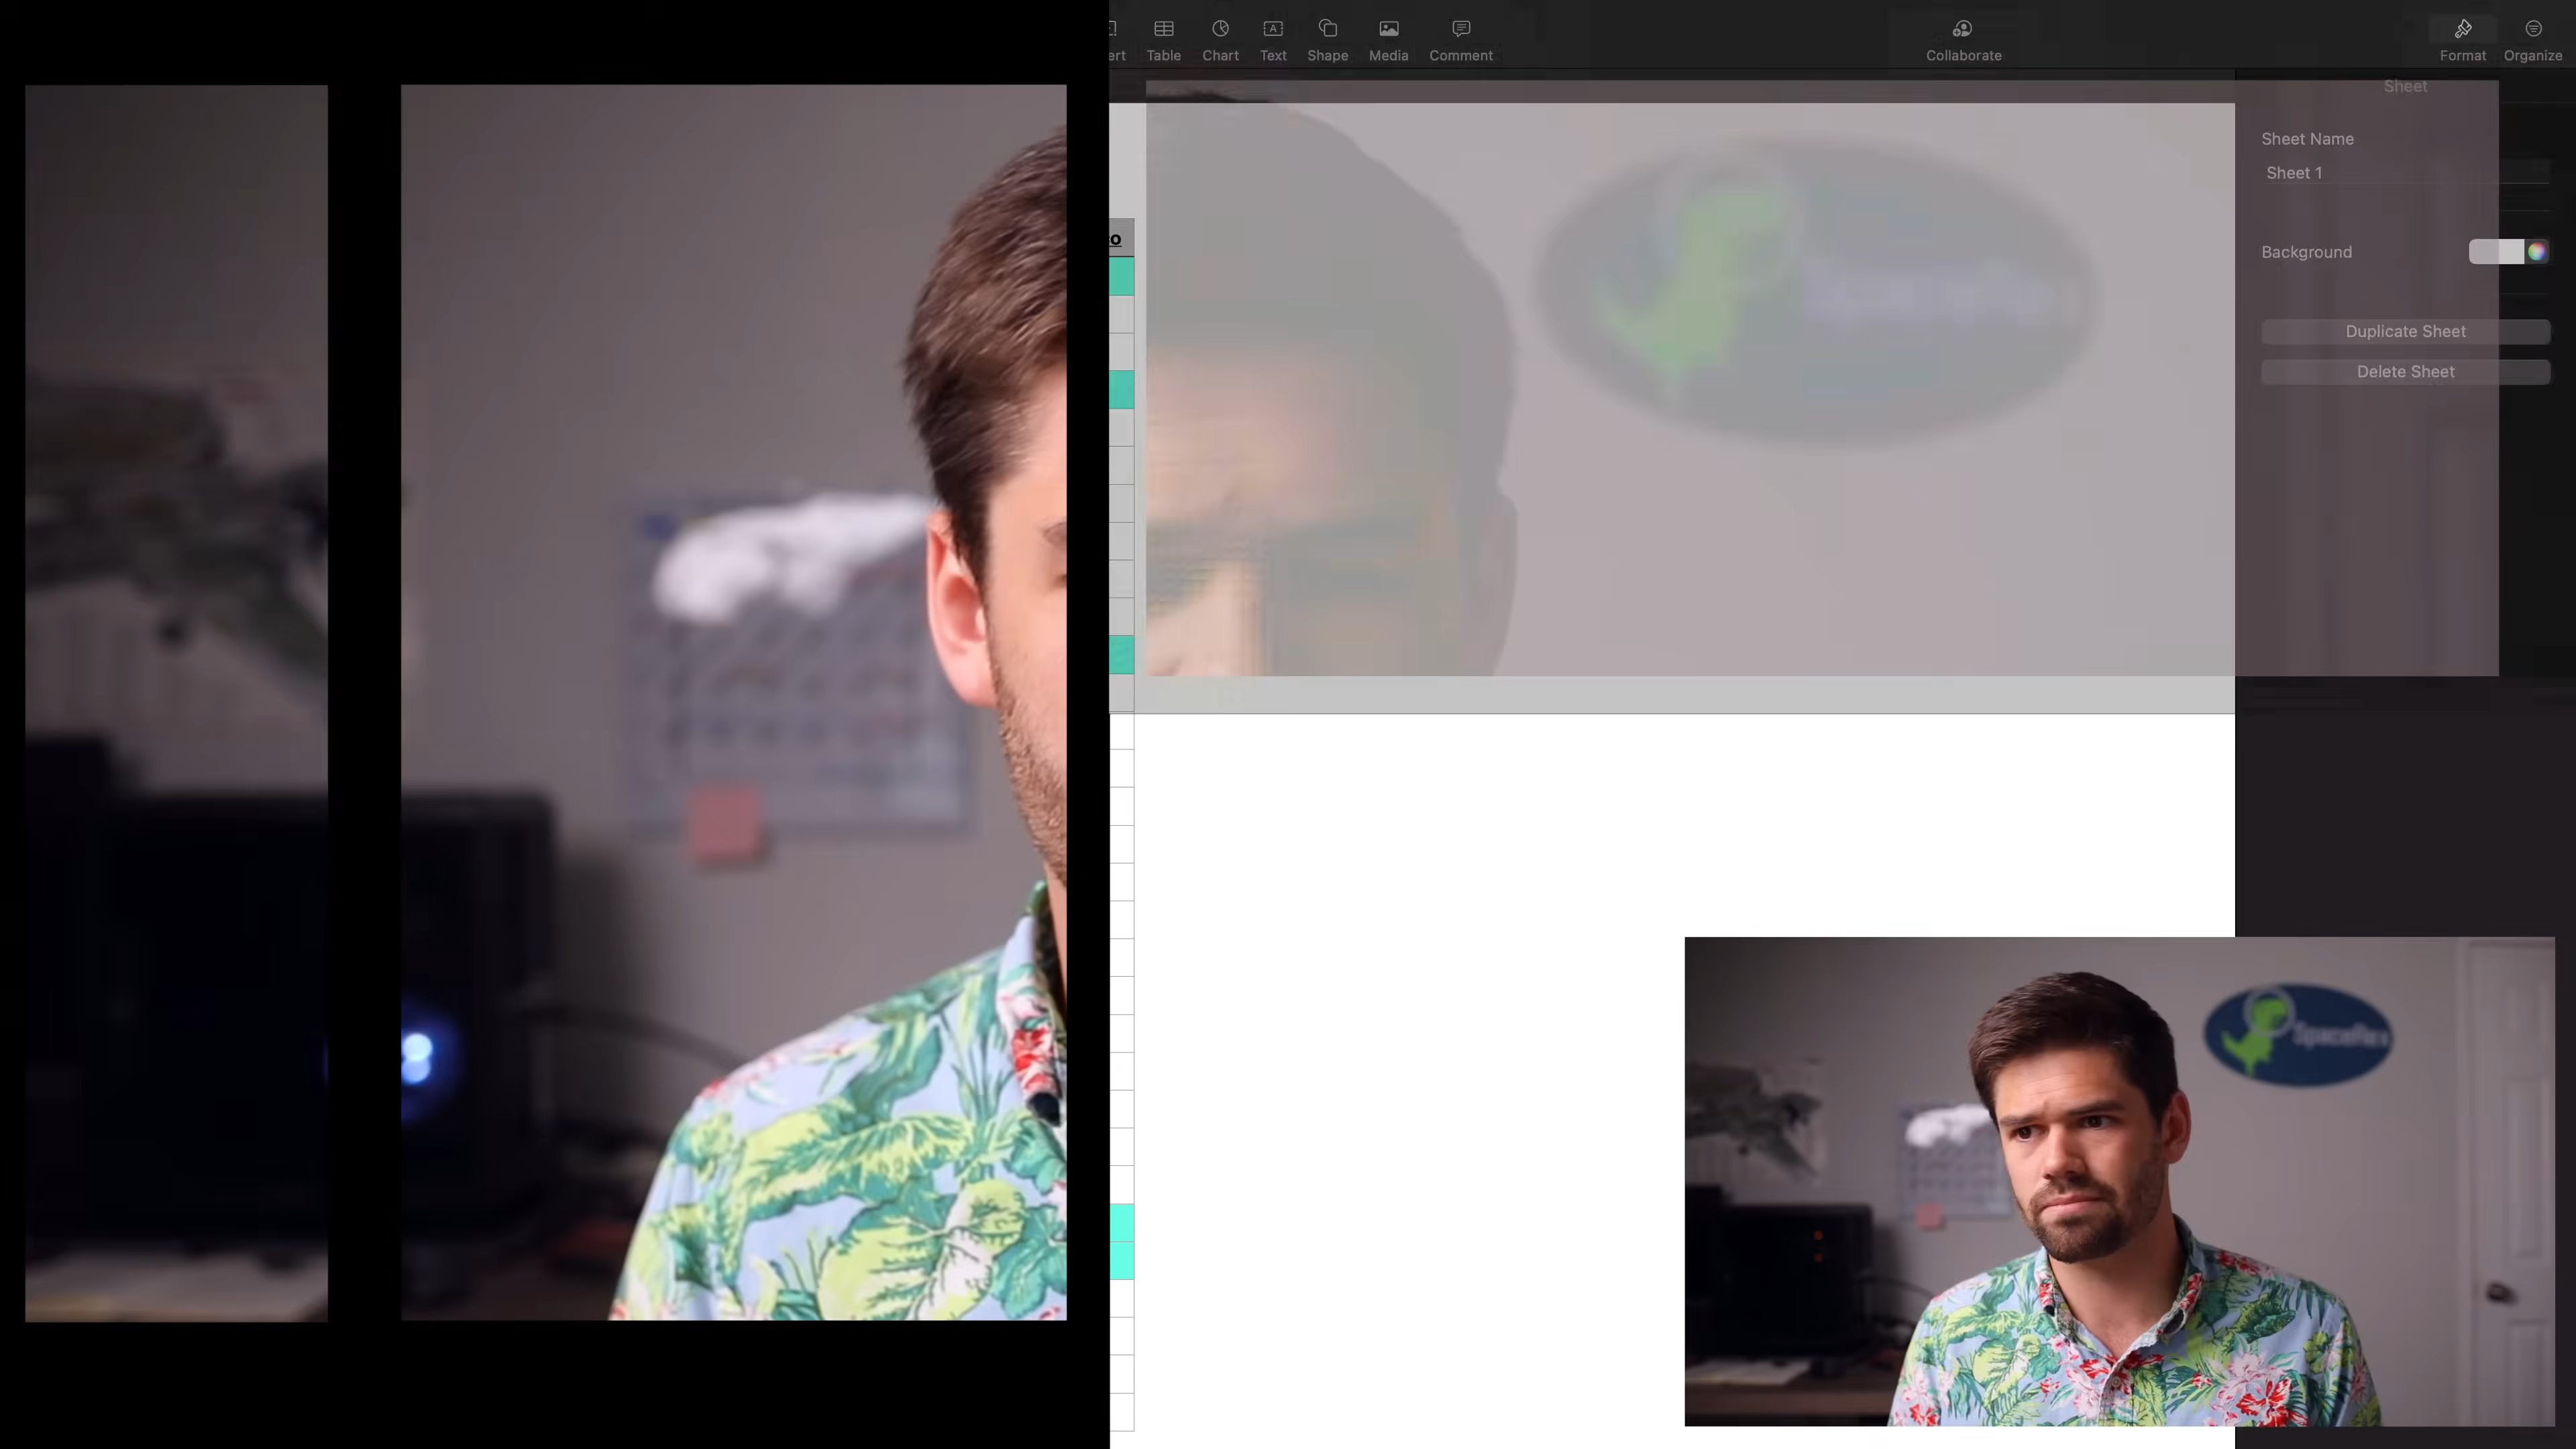 ert Table Chart Text Shape Media Comment Collaborate Format Organize
Sheet
Sheet Name
Sheet 1
Background
Duplicate Sheet
Delete Sheet
SpaceRex